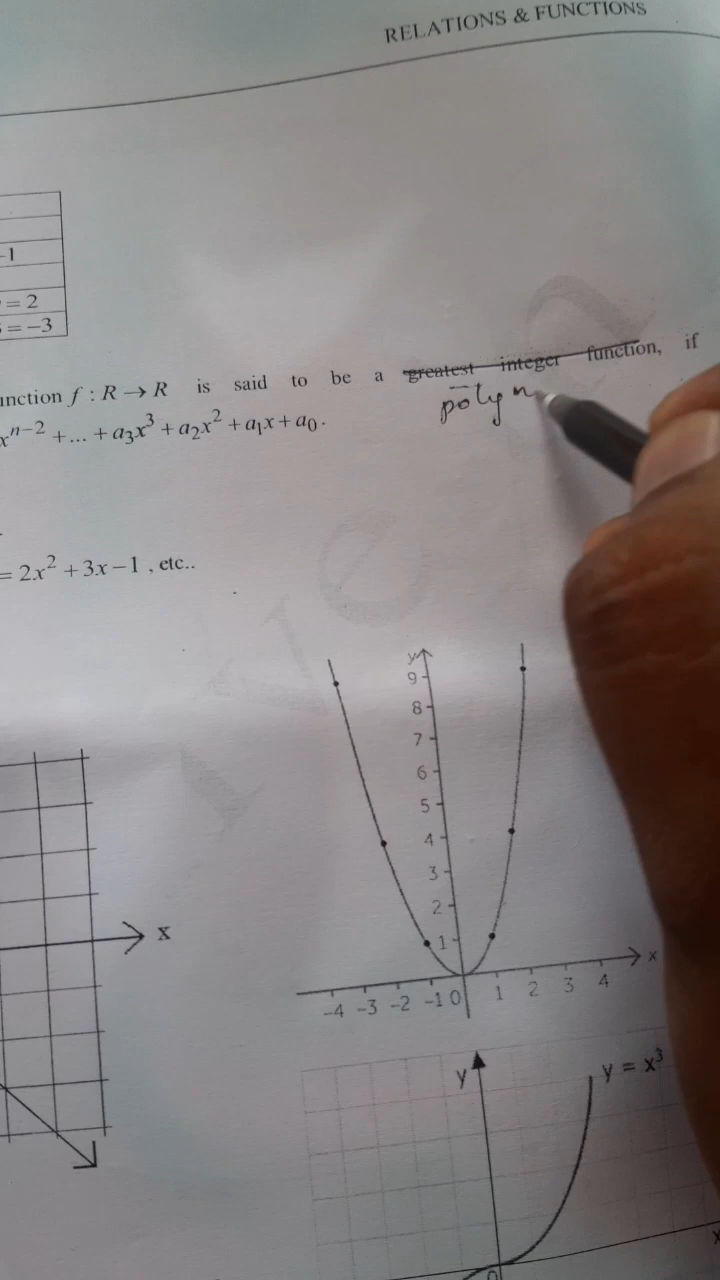 RELATIONS & FUNCTIONS
-1
= 2
= −3
f : R → R is said to be a greatest integer function, if
polyn
xⁿ⁻² +... + a₃x³ + a₂x² + a₁x + a₀.
= 2x² + 3x − 1 , etc..
y
9
8
7
6
5
4
3
2
1
x
-4 -3 -2 -1 0 1 2 3 4 x
y y = x³
0